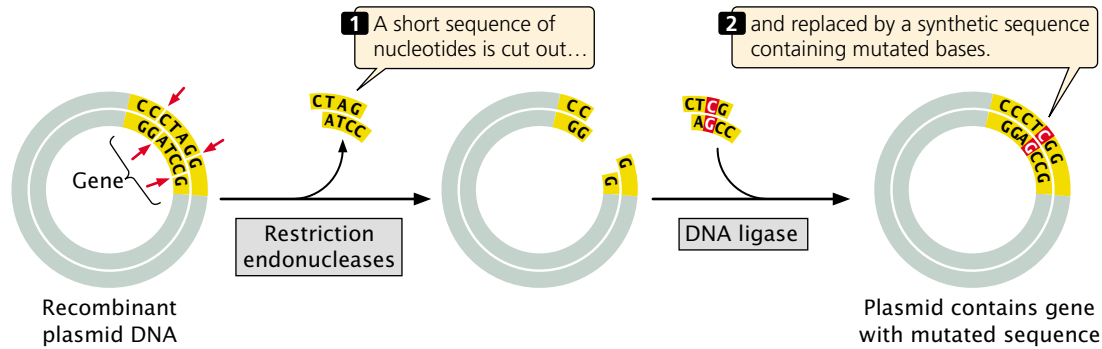 1 A short sequence of
nucleotides is cut out…
2 and replaced by a synthetic sequence
containing mutated bases.
CCCTAGG
GGATCCG
Gene
CTAG
ATCC
Restriction
endonucleases
CC
GG
G
G
CTCG
AGCC
DNA ligase
CCCTCGG
GGAGCCG
Recombinant
plasmid DNA
Plasmid contains gene
with mutated sequence